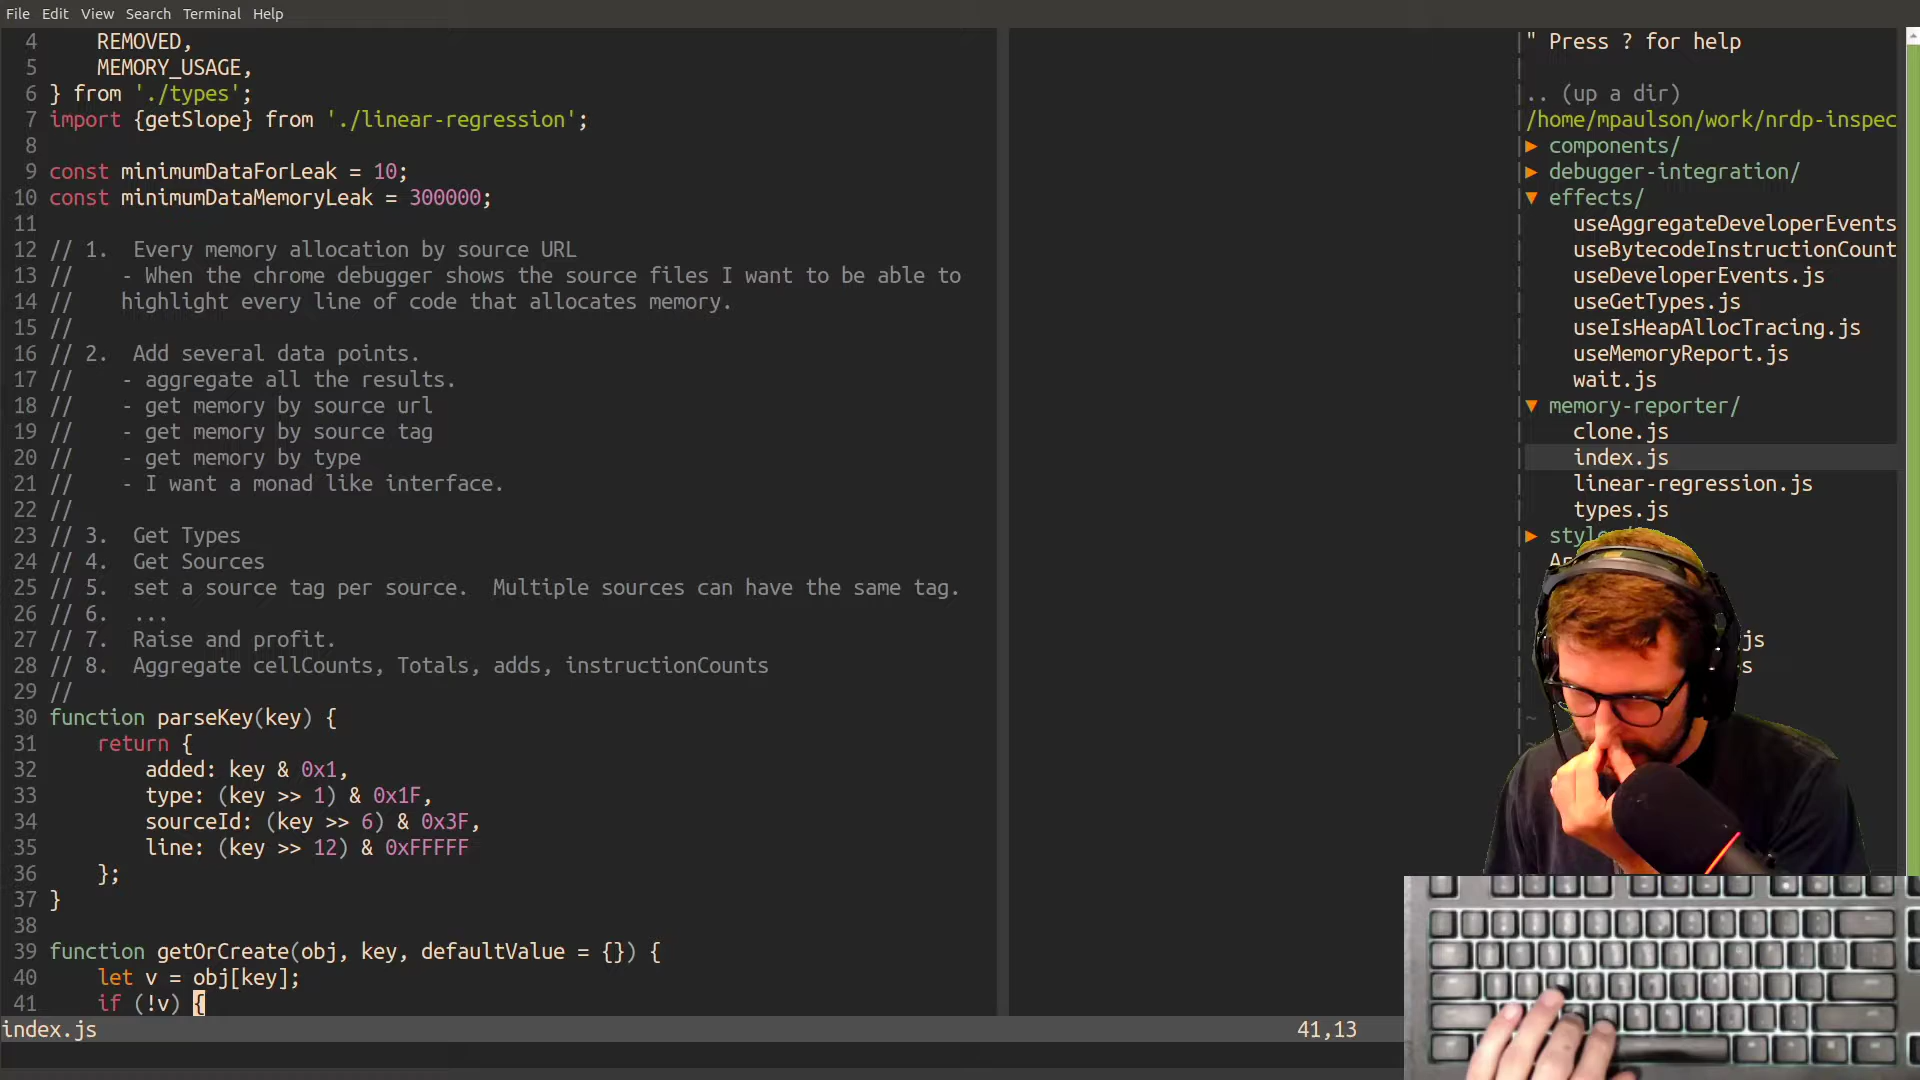 File Edit View Search Terminal Help
4 REMOVED,
5 MEMORY_USAGE,
6 } from './types';
7 import {getSlope} from './linear-regression';
8
9 const minimumDataForLeak = 10;
10 const minimumDataMemoryLeak = 300000;
11
12 // 1. Every memory allocation by source URL
13 // - When the chrome debugger shows the source files I want to be able to
14 // highlight every line of code that allocates memory.
15 //
16 // 2. Add several data points.
17 // - aggregate all the results.
18 // - get memory by source url
19 // - get memory by source tag
20 // - get memory by type
21 // - I want a monad like interface.
22 //
23 // 3. Get Types
24 // 4. Get Sources
25 // 5. set a source tag per source. Multiple sources can have the same tag.
26 // 6. ...
27 // 7. Raise and profit.
28 // 8. Aggregate cellCounts, Totals, adds, instructionCounts
29 //
30 function parseKey(key) {
31 return {
32 added: key & 0x1,
33 type: (key >> 1) & 0x1F,
34 sourceId: (key >> 6) & 0x3F,
35 line: (key >> 12) & 0xFFFFF
36 };
37 }
38
39 function getOrCreate(obj, key, defaultValue = {}) {
40 let v = obj[key];
41 if (!v) {
index.js 41,13
" Press ? for help
.. (up a dir)
/home/mpaulson/work/nrdp-inspec
▶ components/
▶ debugger-integration/
▼ effects/
useAggregateDeveloperEvents
useBytecodeInstructionCount
useDeveloperEvents.js
useGetTypes.js
useIsHeapAllocTracing.js
useMemoryReport.js
wait.js
▼ memory-reporter/
clone.js
index.js
linear-regression.js
types.js